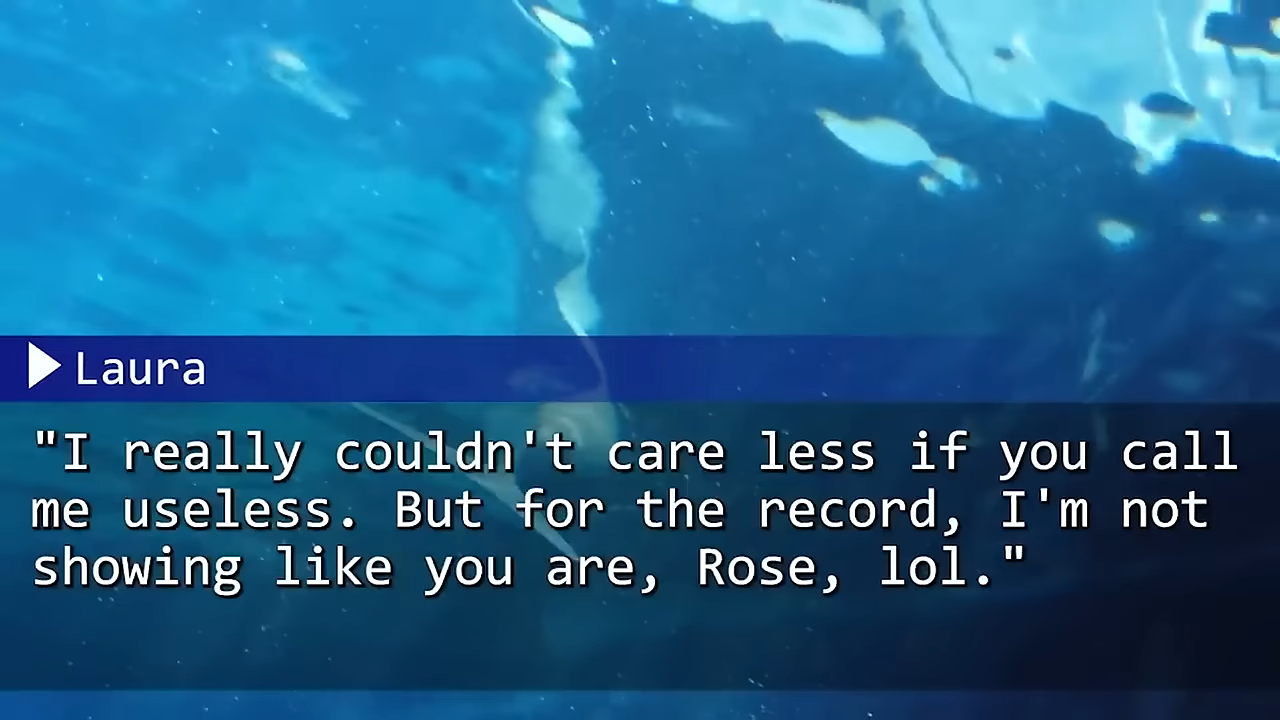 Laura
"I really couldn't care less if you call
me useless. But for the record, I'm not
showing like you are, Rose, lol."